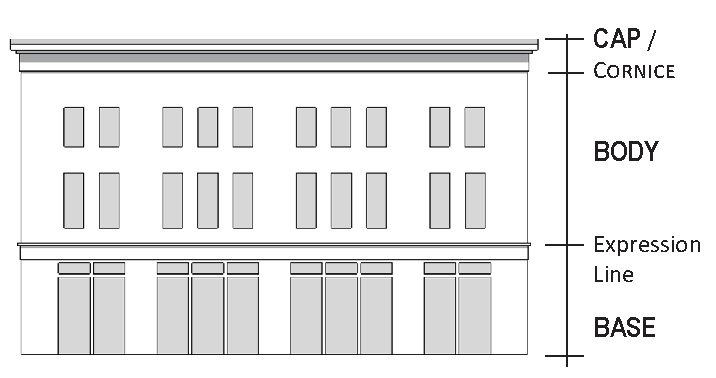 CAP /
CORNICE
BODY
Expression
Line
BASE